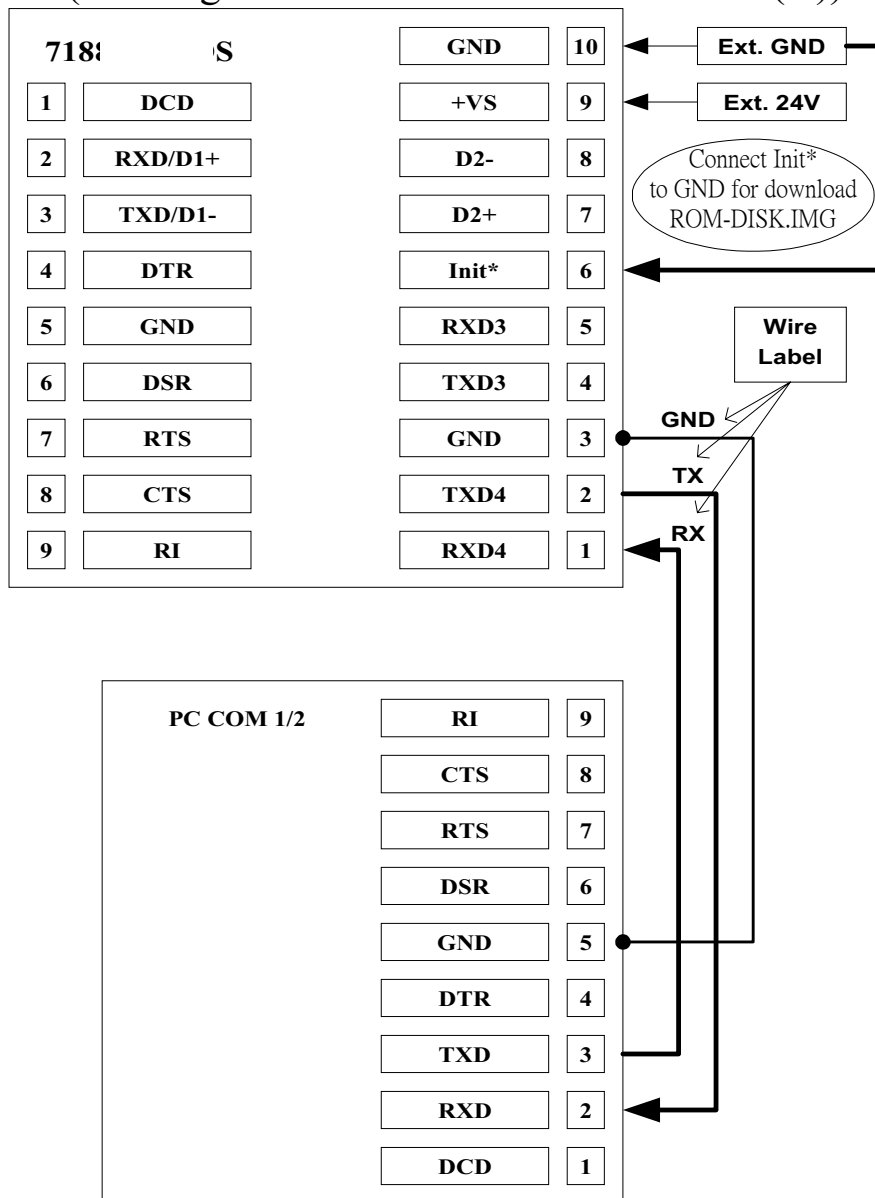 GND 10 Ext. GND
1 DCD +VS 9 Ext. 24V
2 RXD/D1+ D2- 8
Connect Init*
to GND for download
ROM-DISK.IMG
3 TXD/D1- D2+ 7
4 DTR Init* 6
5 GND RXD3 5
Wire
Label
6 DSR TXD3 4
7 RTS GND 3 GND
8 CTS TXD4 2 TX
9 RI RXD4 1 RX
PC COM 1/2 RI 9
CTS 8
RTS 7
DSR 6
GND 5
DTR 4
TXD 3
RXD 2
DCD 1